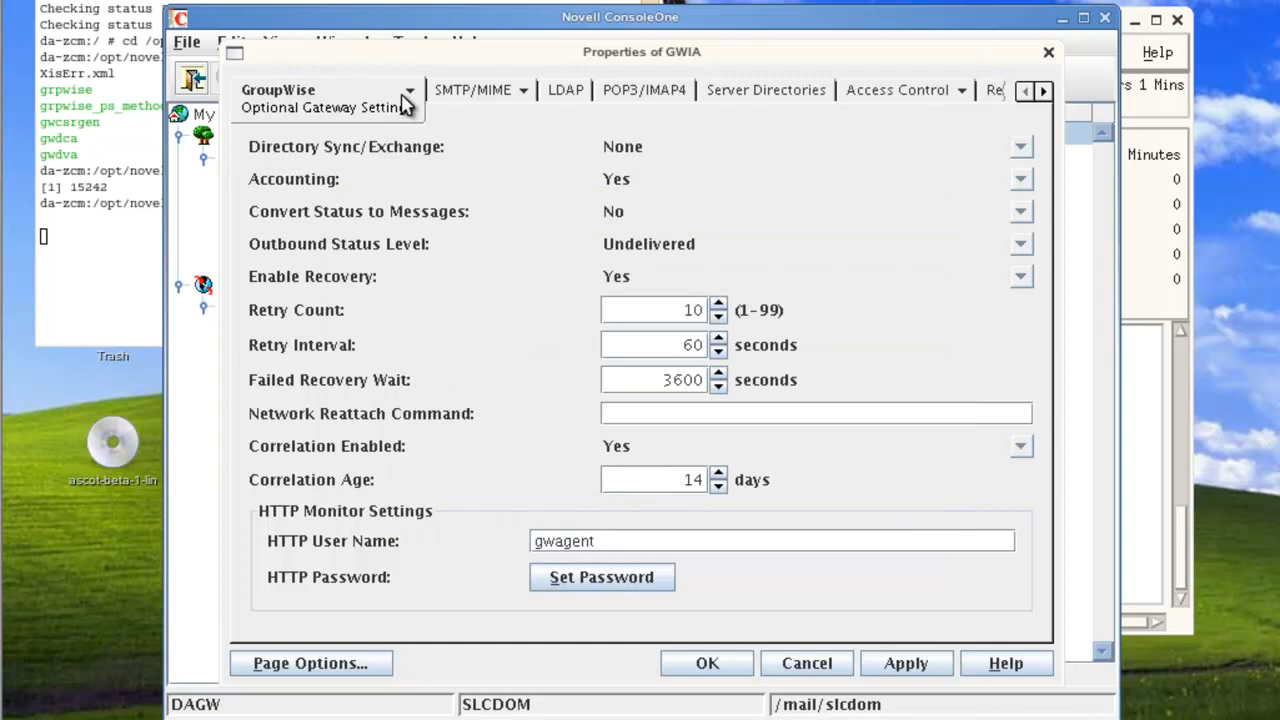 Checking status
Checking status
da-zcm:/ # cd /op
da-zcm:/opt/novel
XisErr.xml
grpwise
grpwise_ps_metho
gwcsrgen
gwdca
gwdva
da-zcm:/opt/novel
[1] 15242
da-zcm:/opt/novel
Trash
ascot-beta-1-lin
Novell ConsoleOne
File
My
Properties of GWIA
GroupWise
Optional Gateway Setting
SMTP/MIME
LDAP
POP3/IMAP4
Server Directories
Access Control
Re
Directory Sync/Exchange: None
Accounting: Yes
Convert Status to Messages: No
Outbound Status Level: Undelivered
Enable Recovery: Yes
Retry Count: 10 (1-99)
Retry Interval: 60 seconds
Failed Recovery Wait: 3600 seconds
Network Reattach Command:
Correlation Enabled: Yes
Correlation Age: 14 days
HTTP Monitor Settings
HTTP User Name: gwagent
HTTP Password: Set Password
Page Options...
OK
Cancel
Apply
Help
DAGW
SLCDOM
/mail/slcdom
Help
s 1 Mins
Minutes
0
0
0
0
0